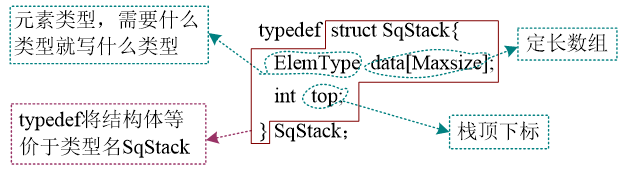 元素类型，需要什么
类型就写什么类型
typedef struct SqStack{
ElemType data[Maxsize];
int top;
} SqStack；
定长数组
typedef将结构体等
价于类型名SqStack
栈顶下标